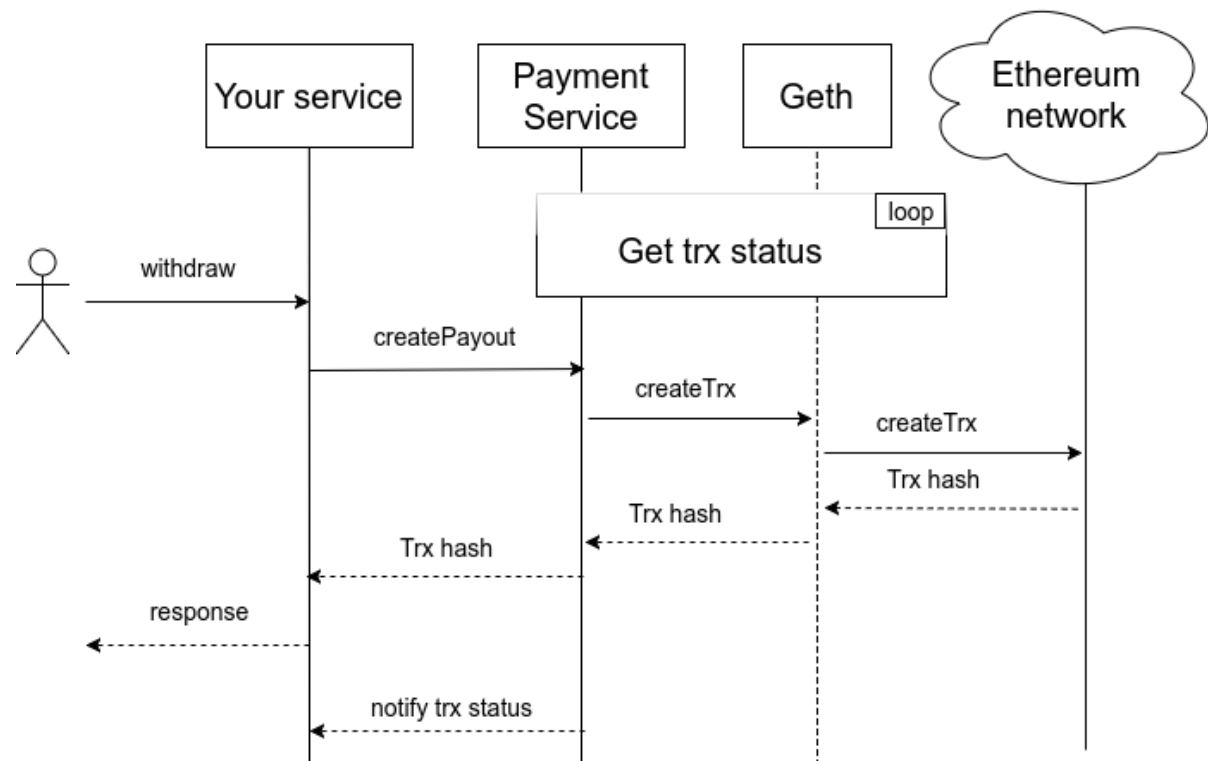 Your service
Payment
Service
Geth
Ethereum
network
loop
Get trx status
withdraw
createPayout
createTrx
createTrx
Trx hash
Trx hash
Trx hash
response
notify trx status